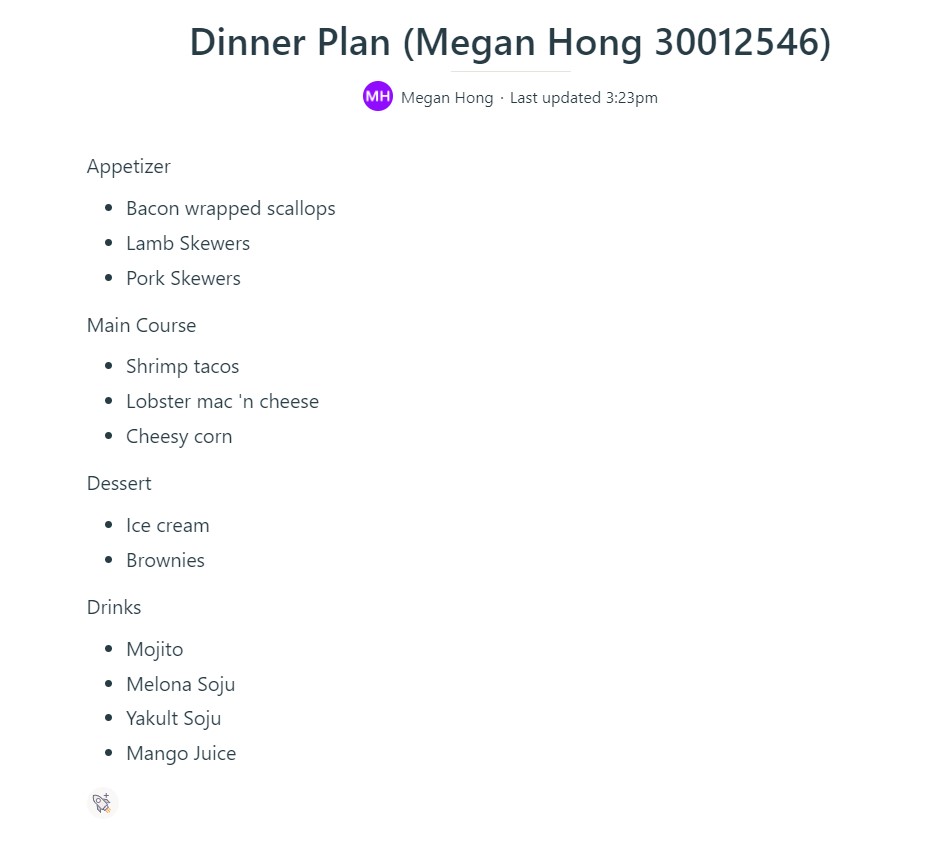 Dinner Plan (Megan Hong 30012546)
MH Megan Hong · Last updated 3:23pm
Appetizer
• Bacon wrapped scallops
• Lamb Skewers
• Pork Skewers
Main Course
• Shrimp tacos
• Lobster mac 'n cheese
• Cheesy corn
Dessert
• Ice cream
• Brownies
Drinks
• Mojito
• Melona Soju
• Yakult Soju
• Mango Juice